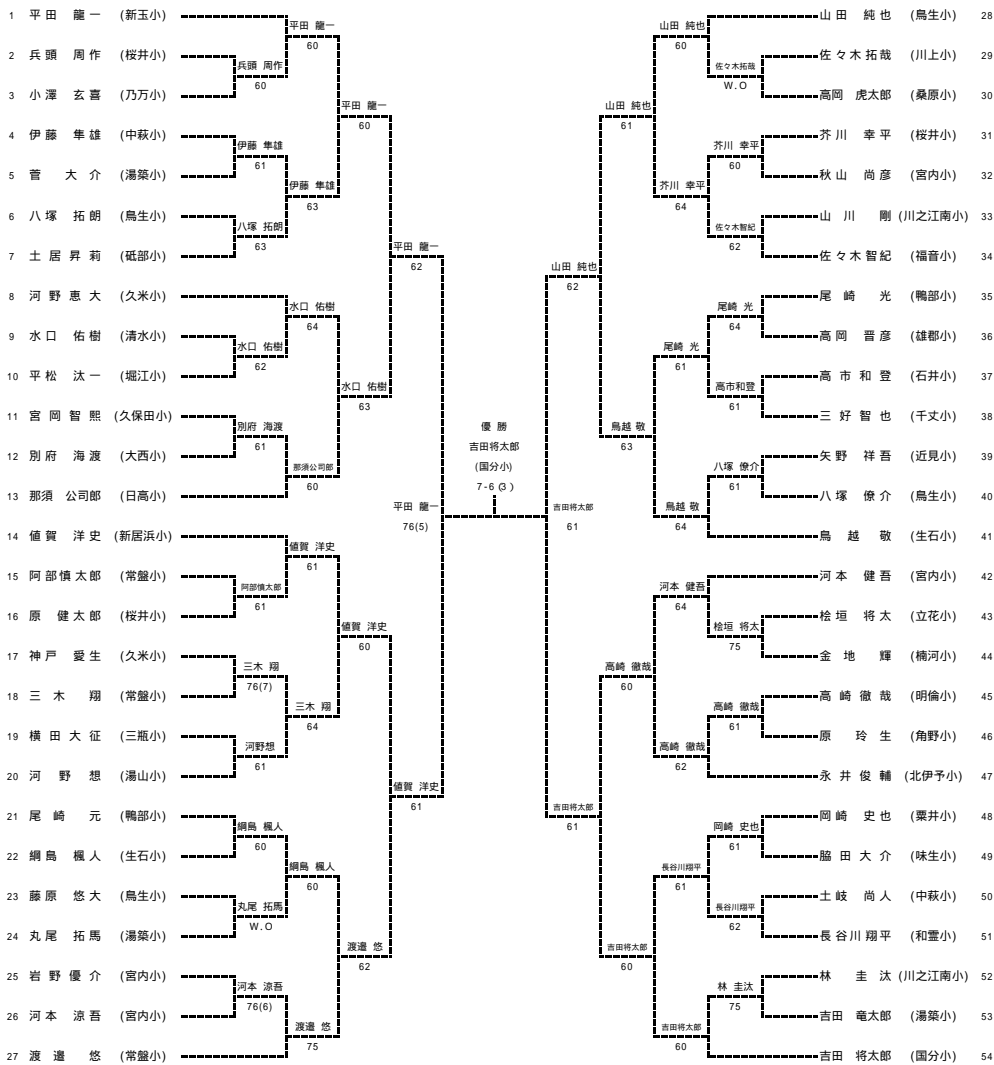 1 平田 龍一 (新玉小)
2 兵頭 周作 (桜井小)
3 小澤 玄喜 (乃万小)
4 伊藤 隼雄 (中萩小)
5 菅 大介 (湯築小)
6 八塚 拓朗 (鳥生小)
7 土居昇莉 (砥部小)
8 河野恵大 (久米小)
9 水口 佑樹 (清水小)
10 平松 汰一 (堀江小)
11 宮岡智熙 (久保田小)
12 別府 海渡 (大西小)
13 那須 公司郎 (日高小)
14 値賀 洋史 (新居浜小)
15 阿部慎太郎 (常盤小)
16 原 健太郎 (桜井小)
17 神戸 愛生 (久米小)
18 三木 翔 (常盤小)
19 横田大征 (三瓶小)
20 河野 想 (湯山小)
21 尾崎 元 (鴨部小)
22 綱島 楓人 (生石小)
23 藤原 悠大 (鳥生小)
24 丸尾 拓馬 (湯築小)
25 岩野優介 (宮内小)
26 河本 涼吾 (宮内小)
27 渡邉 悠 (常盤小)
兵頭 周作
60
伊藤 隼雄
61
八塚 拓朗
63
水口 佑樹
62
別府 海渡
61
阿部慎太郎
61
三木 翔
76(7)
河野想
61
綱島 楓人
60
丸尾 拓馬
W.O
河本 涼吾
76(6)
平田 龍一
60
伊藤 隼雄
63
水口 佑樹
64
那須公司郎
60
値賀 洋史
61
三木 翔
64
綱島 楓人
60
渡邉 悠
75
平田 龍一
60
水口 佑樹
63
値賀 洋史
60
渡邉 悠
62
平田 龍一
62
値賀 洋史
61
平田 龍一
76(5)
優 勝
吉田将太郎
(国分小)
7-6(3)
吉田将太郎
61
山田 純也
62
吉田将太郎
61
山田 純也
61
鳥越 敬
63
高崎 徹哉
60
吉田将太郎
60
山田 純也
60
芥川 幸平
64
尾崎 光
61
鳥越 敬
64
河本 健吾
64
高崎 徹哉
62
長谷川翔平
61
吉田将太郎
60
佐々木拓哉
W.O
芥川 幸平
60
佐々木智紀
62
尾崎 光
64
高市和登
61
八塚 僚介
61
桧垣 将太
75
高崎 徹哉
61
岡崎 史也
61
長谷川翔平
62
林 圭汰
75
山田 純也 (鳥生小) 28
佐々木拓哉 (川上小) 29
高岡 虎太郎 (桑原小) 30
芥川 幸平 (桜井小) 31
秋山 尚彦 (宮内小) 32
山川 剛 (川之江南小) 33
佐々木智紀 (福音小) 34
尾崎 光 (鴨部小) 35
高岡 晋彦 (雄郡小) 36
高市和登 (石井小) 37
三好智也 (千丈小) 38
矢野 祥吾 (近見小) 39
八塚 僚介 (鳥生小) 40
鳥越 敬 (生石小) 41
河本 健吾 (宮内小) 42
桧垣 将太 (立花小) 43
金地 輝 (楠河小) 44
高崎 徹哉 (明倫小) 45
原 玲生 (角野小) 46
永井俊輔 (北伊予小) 47
岡崎 史也 (粟井小) 48
脇田大介 (味生小) 49
土岐 尚人 (中萩小) 50
長谷川翔平 (和霊小) 51
林 圭汰 (川之江南小) 52
吉田 竜太郎 (湯築小) 53
吉田 将太郎 (国分小) 54